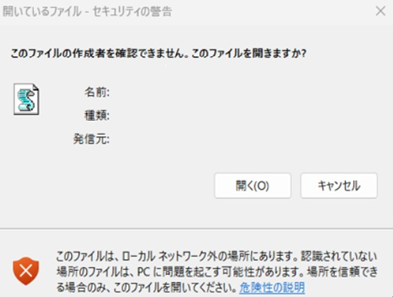 開いているファイル - セキュリティの警告
このファイルの作成者を確認できません。このファイルを開きますか?
名前:
種類:
発信元:
開く(O)
キャンセル
このファイルは、ローカル ネットワーク外の場所にあります。認識されていない
場所のファイルは、PC に問題を起こす可能性があります。場所を信頼でき
る場合のみ、このファイルを開いてください。危険性の説明